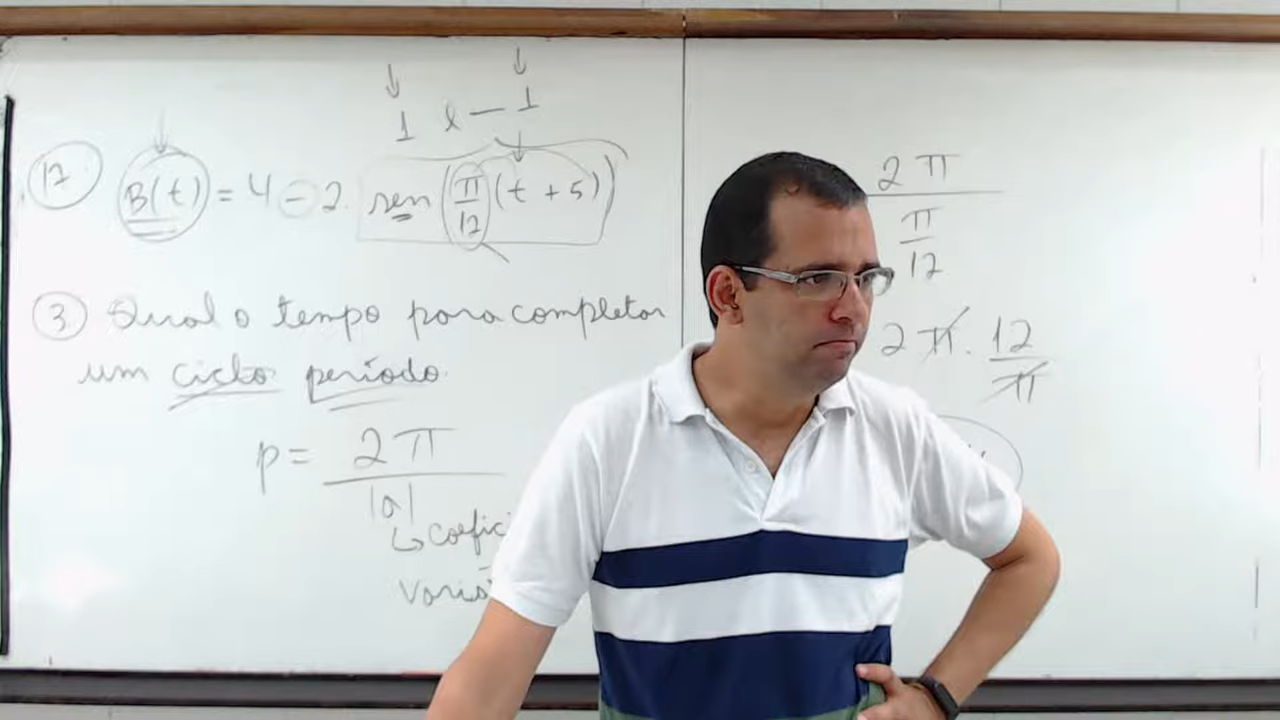 1 e — 1
12 B(t) = 4 - 2. sen (π/12 (t + 5))
3 Qual o tempo para completar
um ciclo período.
p = 2π/|a|
↳
2π / π/12
2π. 12/π